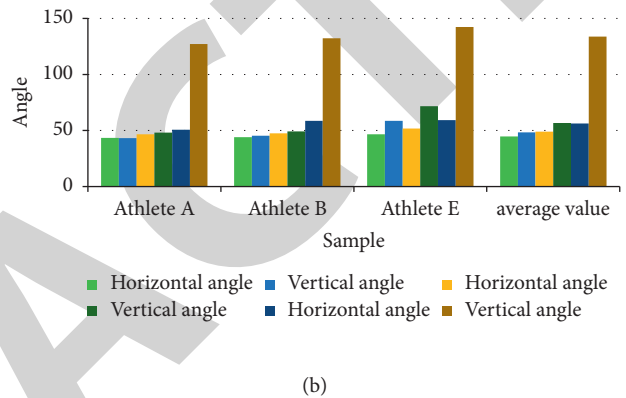 150
100
50
0
Angle
Athlete A Athlete B Athlete E average value
Sample
Horizontal angle Vertical angle Horizontal angle
Vertical angle Horizontal angle Vertical angle
(b)